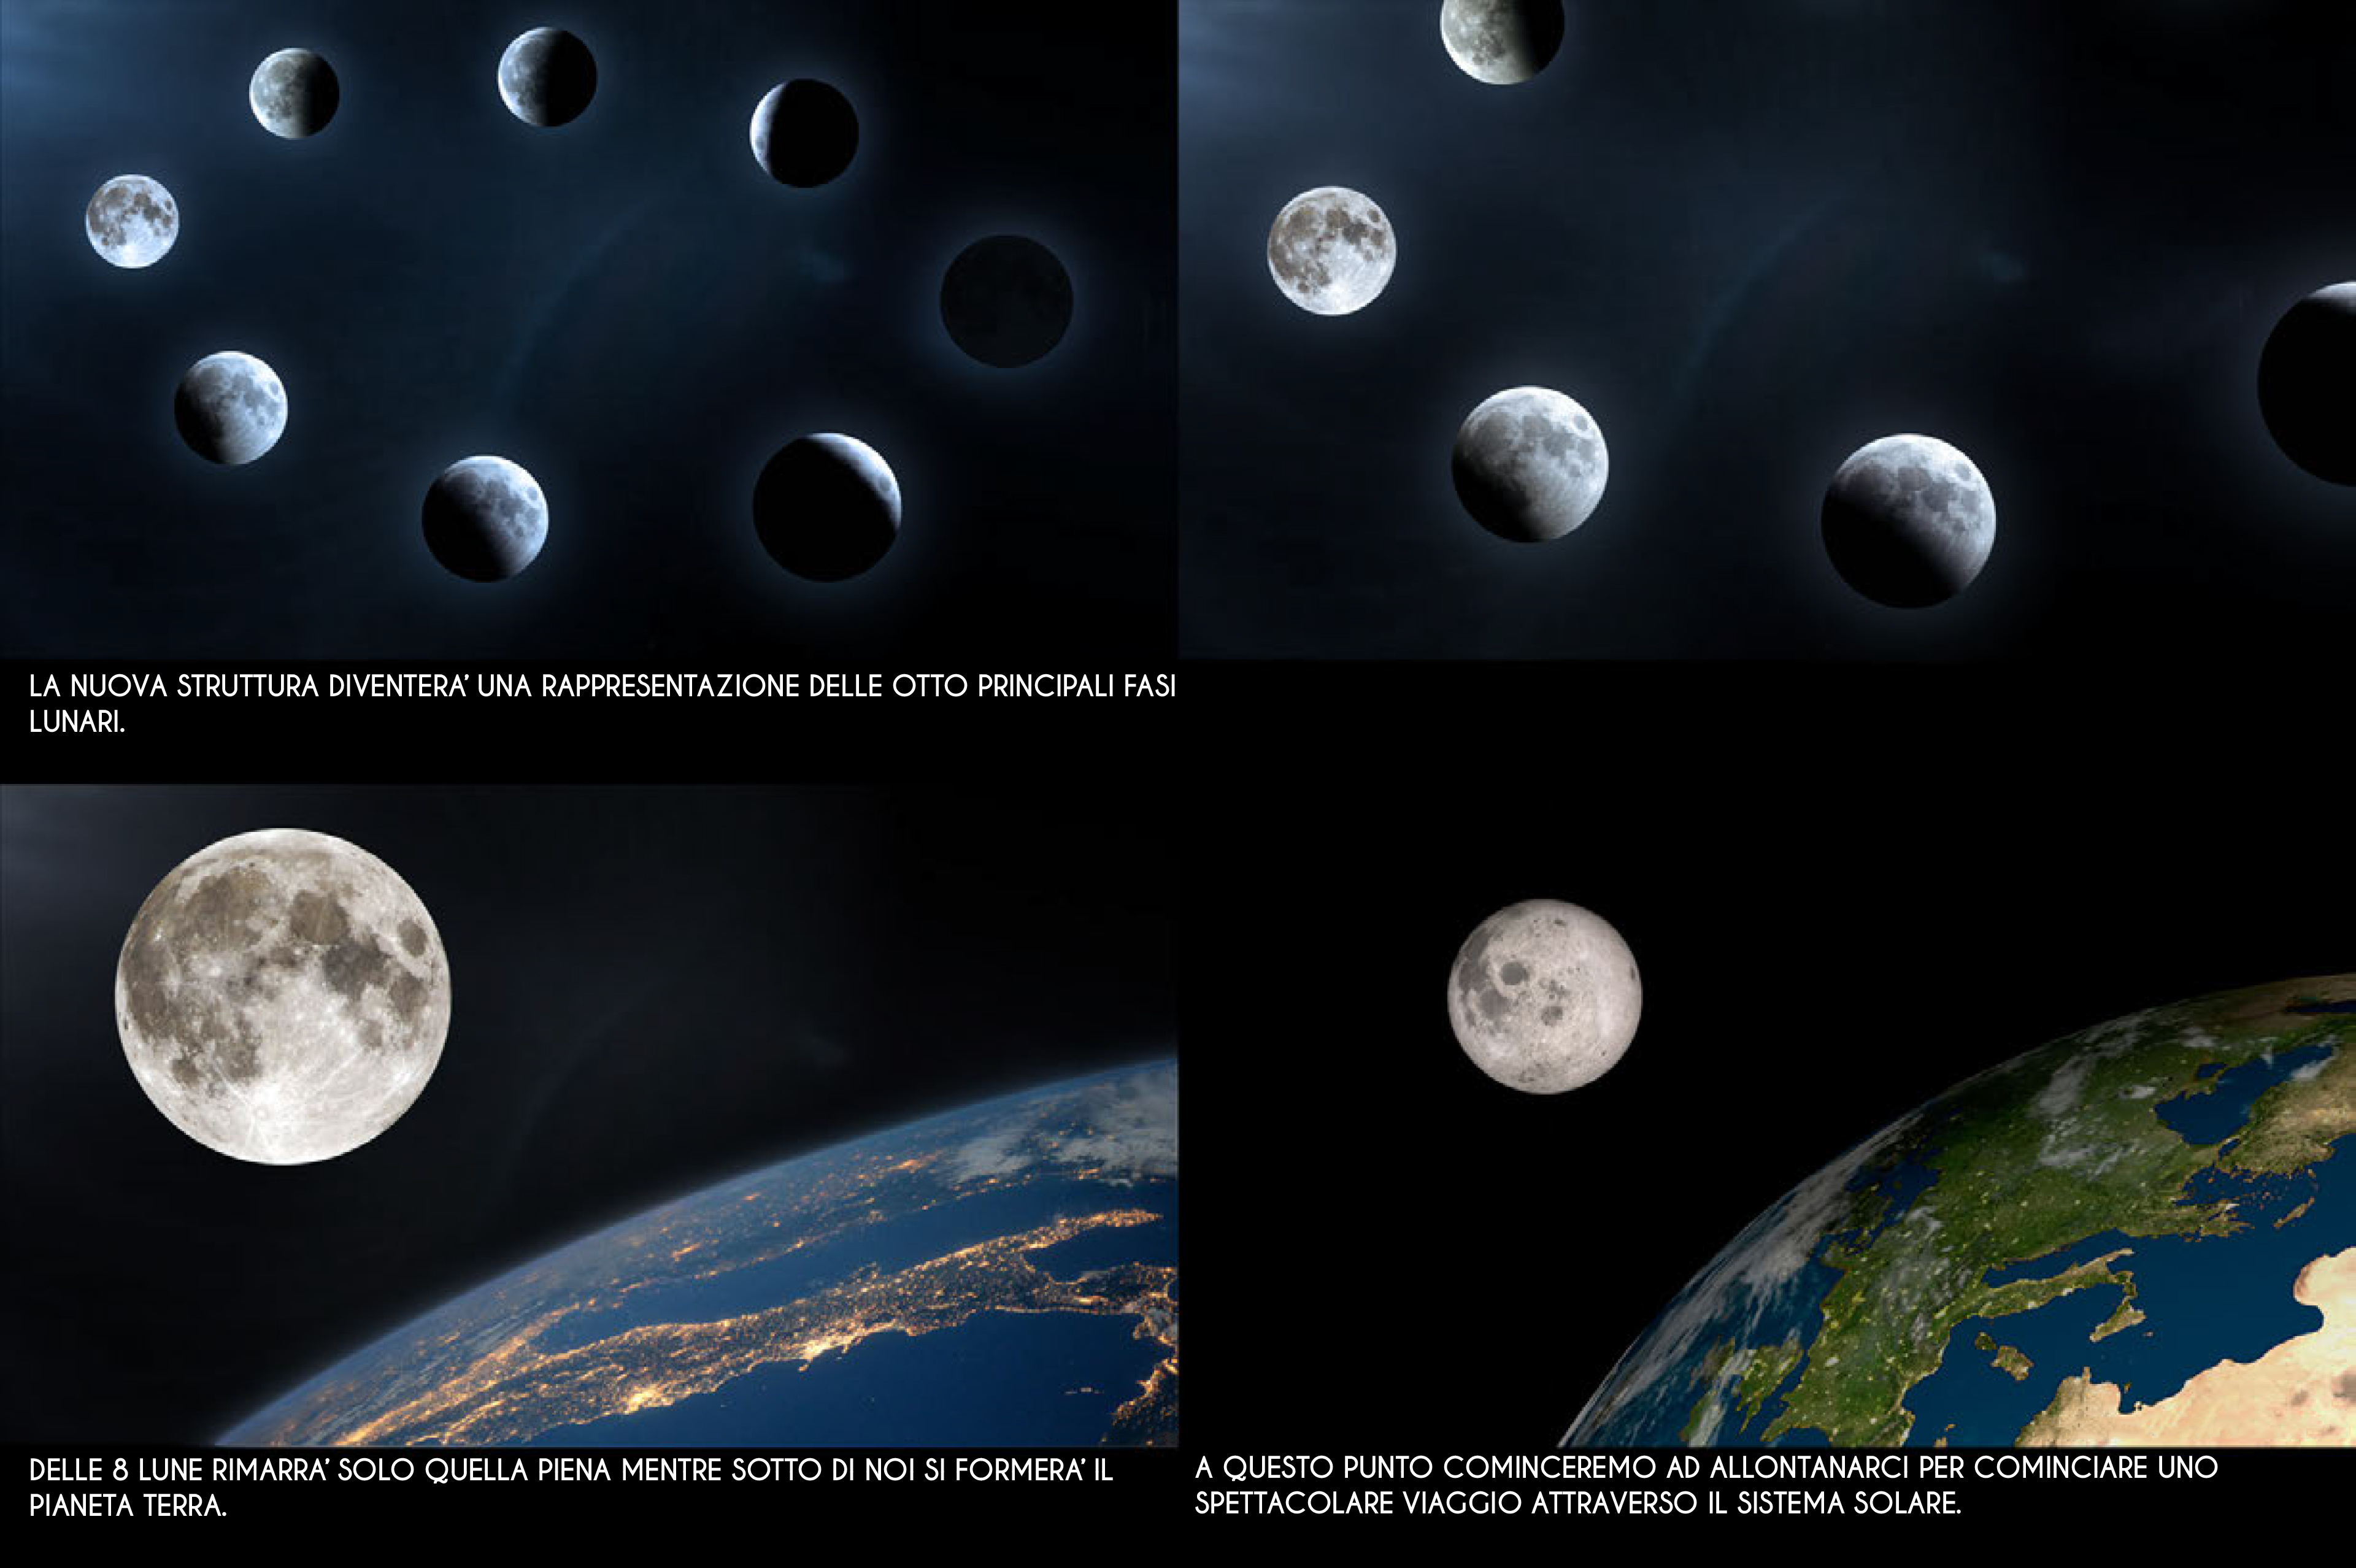 LA NUOVA STRUTTURA DIVENTERA' UNA RAPPRESENTAZIONE DELLE OTTO PRINCIPALI FASI
LUNARI.
DELLE 8 LUNE RIMARRA' SOLO QUELLA PIENA MENTRE SOTTO DI NOI SI FORMERA' IL
PIANETA TERRA.
A QUESTO PUNTO COMINCEREMO AD ALLONTANARCI PER COMINCIARE UNO
SPETTACOLARE VIAGGIO ATTRAVERSO IL SISTEMA SOLARE.